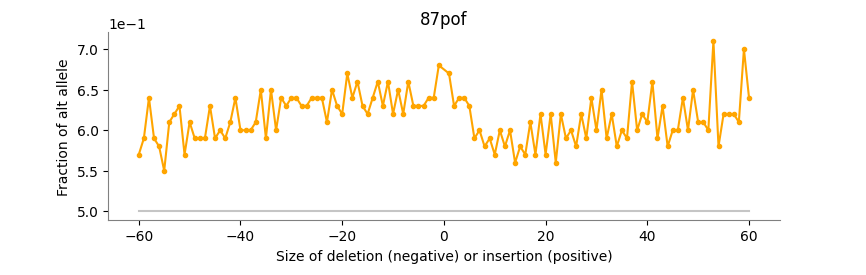 87pof
1e−1
7.0
6.5
6.0
5.5
5.0
Fraction of alt allele
−60 −40 −20 0 20 40 60
Size of deletion (negative) or insertion (positive)